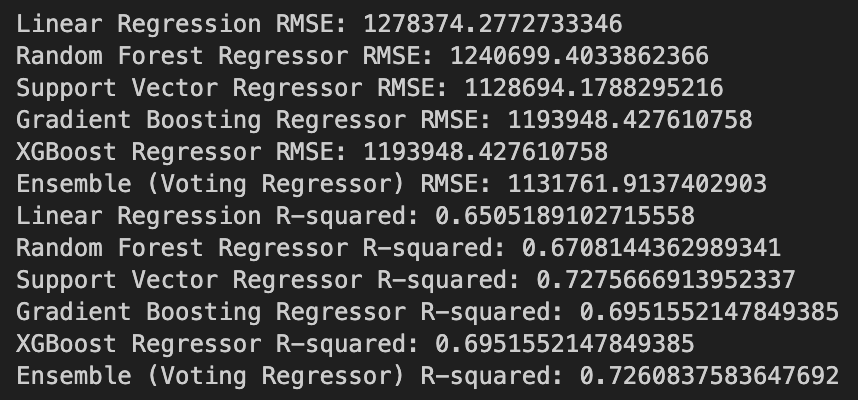 Linear Regression RMSE: 1278374.2772733346
Random Forest Regressor RMSE: 1240699.4033862366
Support Vector Regressor RMSE: 1128694.1788295216
Gradient Boosting Regressor RMSE: 1193948.427610758
XGBoost Regressor RMSE: 1193948.427610758
Ensemble (Voting Regressor) RMSE: 1131761.9137402903
Linear Regression R-squared: 0.6505189102715558
Random Forest Regressor R-squared: 0.6708144362989341
Support Vector Regressor R-squared: 0.7275666913952337
Gradient Boosting Regressor R-squared: 0.6951552147849385
XGBoost Regressor R-squared: 0.6951552147849385
Ensemble (Voting Regressor) R-squared: 0.7260837583647692